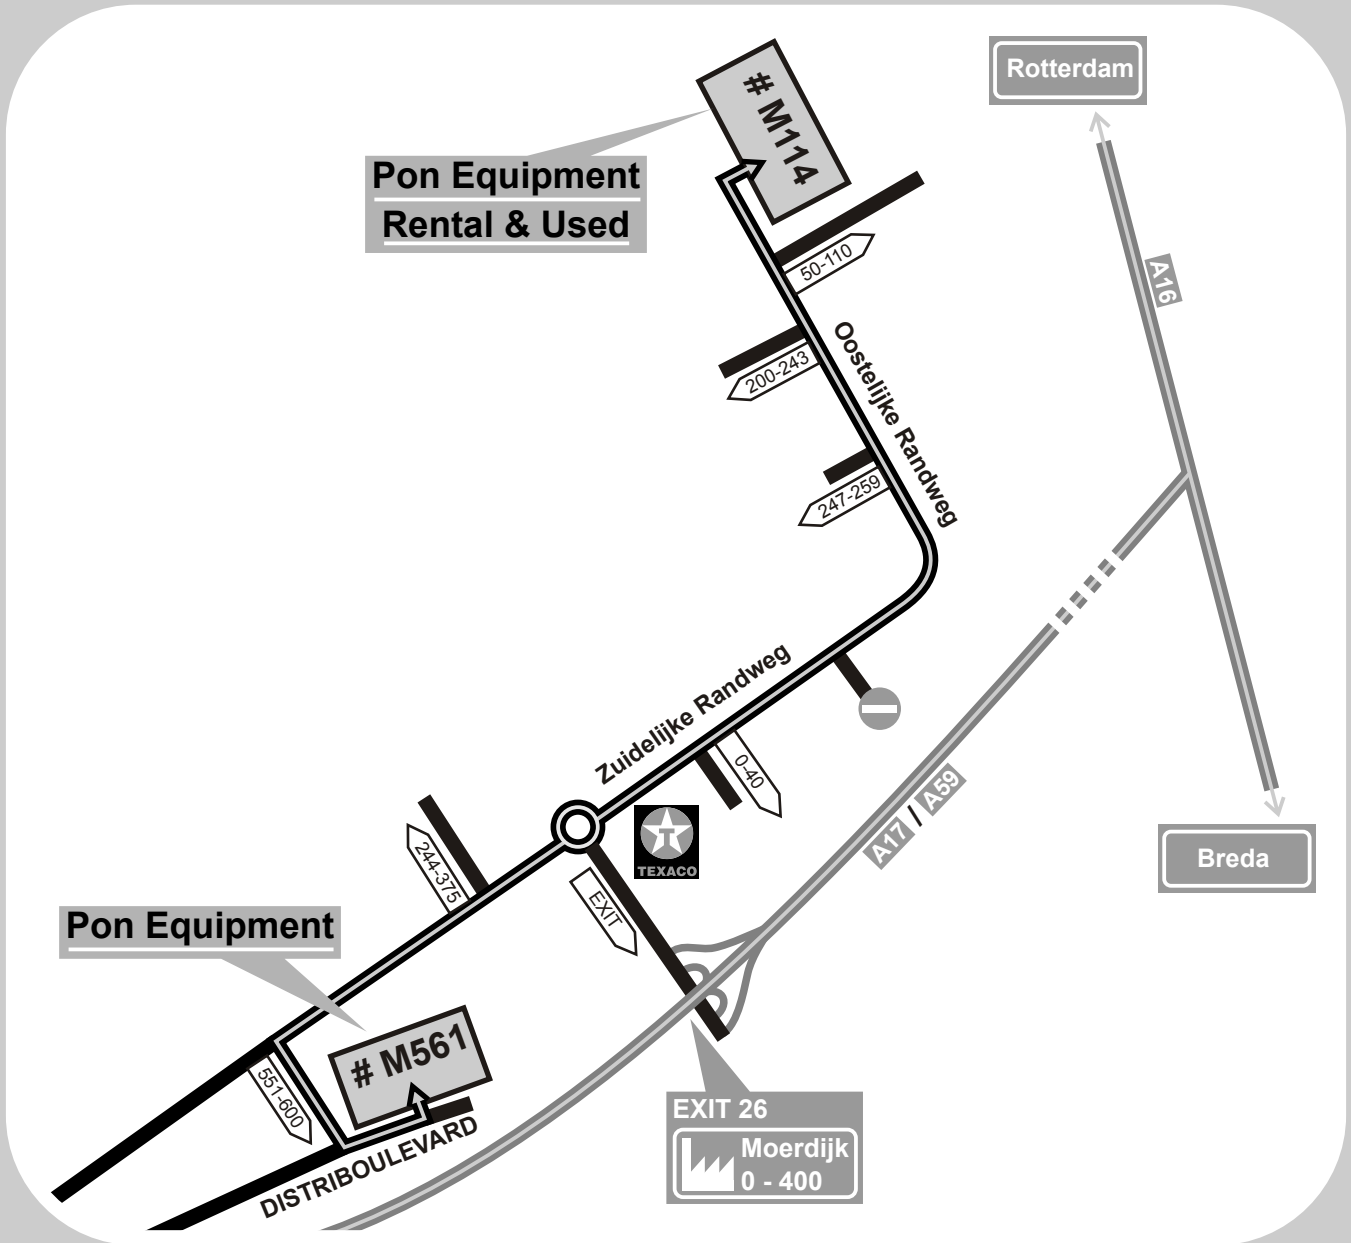 Rotterdam
# M114
Pon Equipment
Rental & Used
50-110
A16
Oostelijke Randweg
200-243
247-259
Zuidelijke Randweg
0-40
A17 / A59
TEXACO
T
Breda
244-375
EXIT
Pon Equipment
# M561
551-600
DISTRIBOULEVARD
EXIT 26
Moerdijk
0 - 400